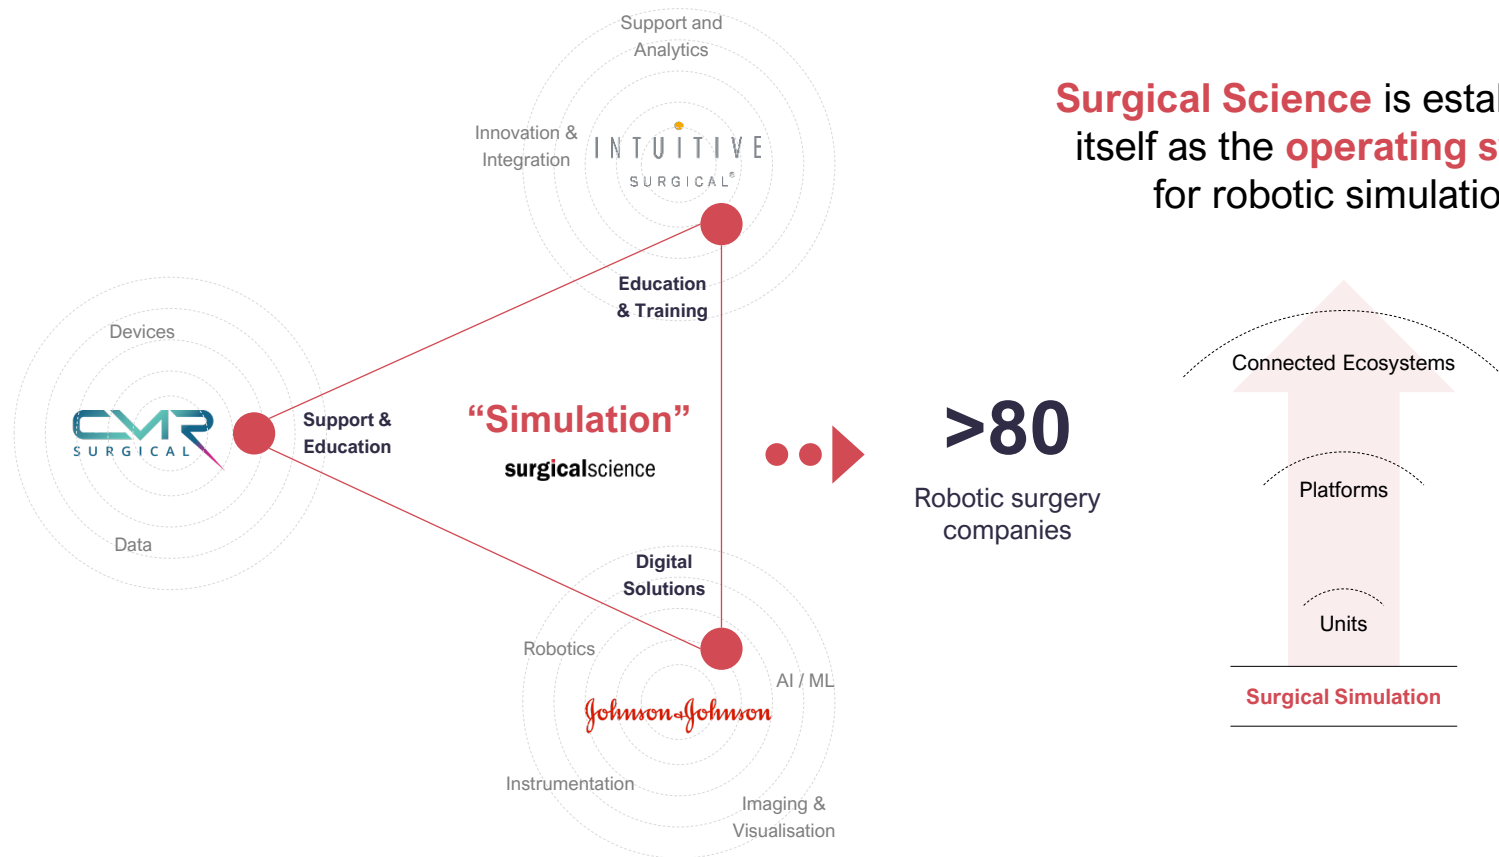 Support and
Analytics
Innovation &
Integration
INTUITIVE
SURGICAL®
Education
& Training
Devices
CMR
SURGICAL
Data
Support &
Education
“Simulation”
surgicalscience
Digital
Solutions
Robotics
AI / ML
Johnson&Johnson
Instrumentation
Imaging &
Visualisation
>80
Robotic surgery
companies
Surgical Science is estab
itself as the operating s
for robotic simulatio
Connected Ecosystems
Platforms
Units
Surgical Simulation